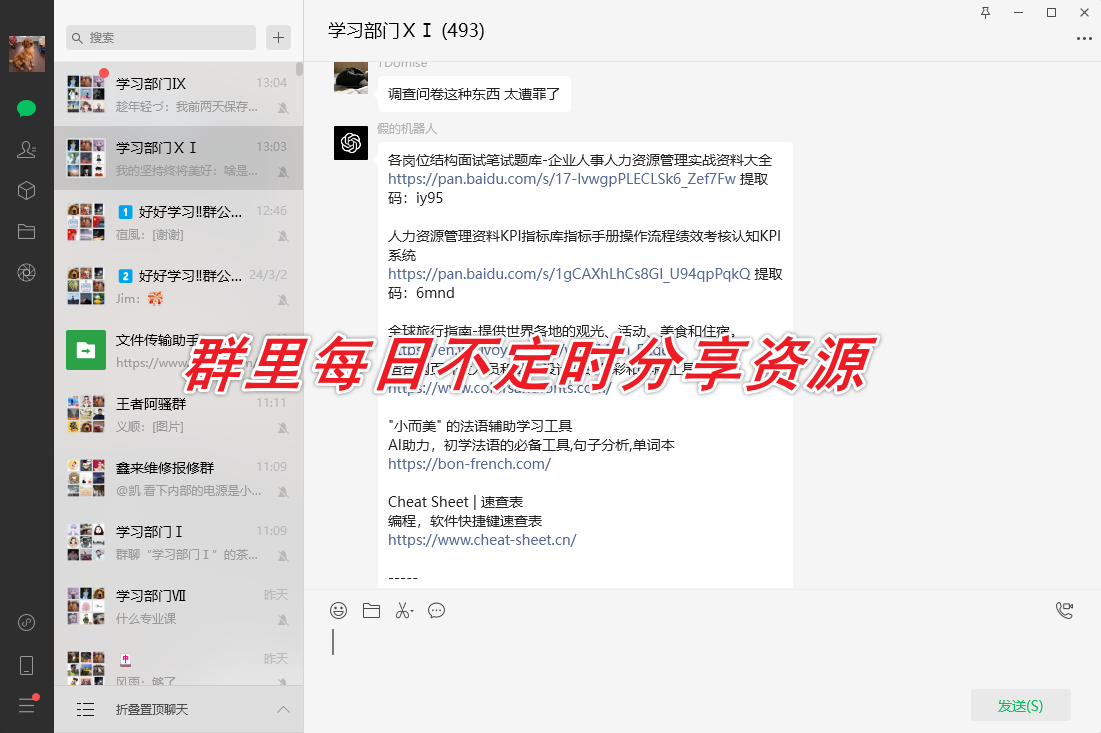 搜索
学习部门Ⅸ
13:04
趁年轻づ：我前两天保存...
学习部门ＸⅠ
13:03
我的坚持终将美好：啥是...
1 好好学习!!群公...
12:46
宿風：[谢谢]
2 好好学习!!群公...
24/3/2
Jim：
文件传输助手
https://www.
王者阿骚群
11:11
义顺：[图片]
鑫来维修报修群
11:09
@凯 看下内部的电源是小...
学习部门Ⅰ
11:09
群聊“学习部门Ⅰ”的茶...
学习部门Ⅶ
昨天
什么专业课
中
昨天
风雨：够了
折叠置顶聊天
学习部门ＸⅠ (493)
TDomise
调查问卷这种东西 太遭罪了
假的机器人
各岗位结构面试笔试题库-企业人事人力资源管理实战资料大全
https://pan.baidu.com/s/17-IvwgpPLECLSk6_Zef7Fw 提取
码：iy95
人力资源管理资料KPI指标库指标手册操作流程绩效考核认知KPI
系统
https://pan.baidu.com/s/1gCAXhLhCs8GI_U94qpPqkQ 提取
码：6mnd
全球旅行指南-提供世界各地的观光、活动、美食和住宿。
群里每日不定时分享资源
"小而美" 的法语辅助学习工具
AI助力，初学法语的必备工具,句子分析,单词本
https://bon-french.com/
Cheat Sheet | 速查表
编程，软件快捷键速查表
https://www.cheat-sheet.cn/
-----
发送(S)